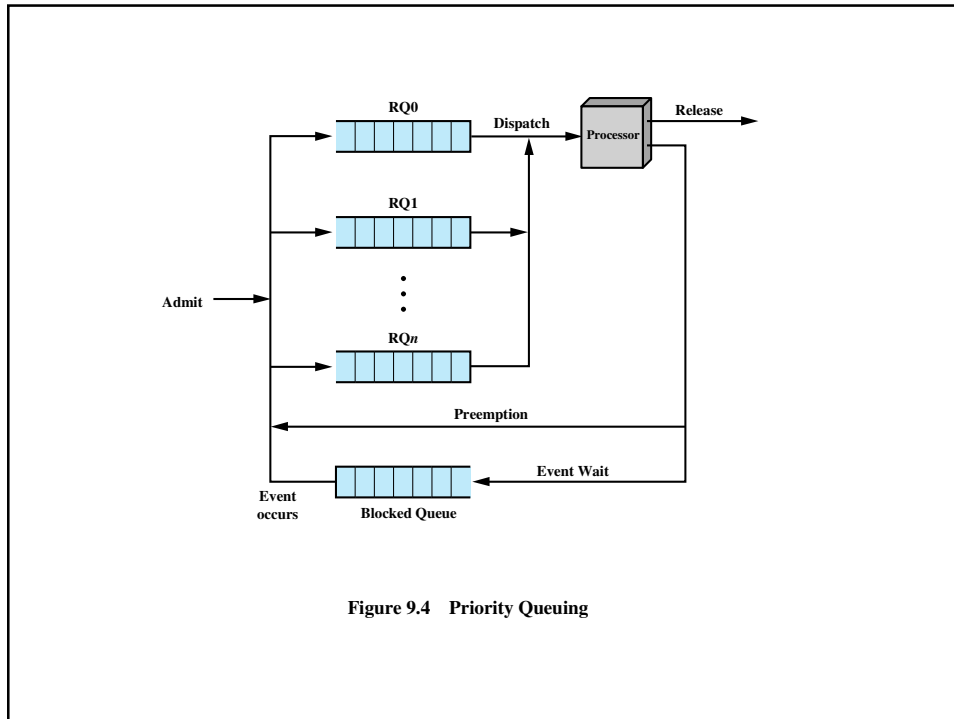 RQ0
Release
Dispatch
Processor
RQ1
Admit
RQn
Preemption
Event Wait
Event
occurs
Blocked Queue
Figure 9.4 Priority Queuing